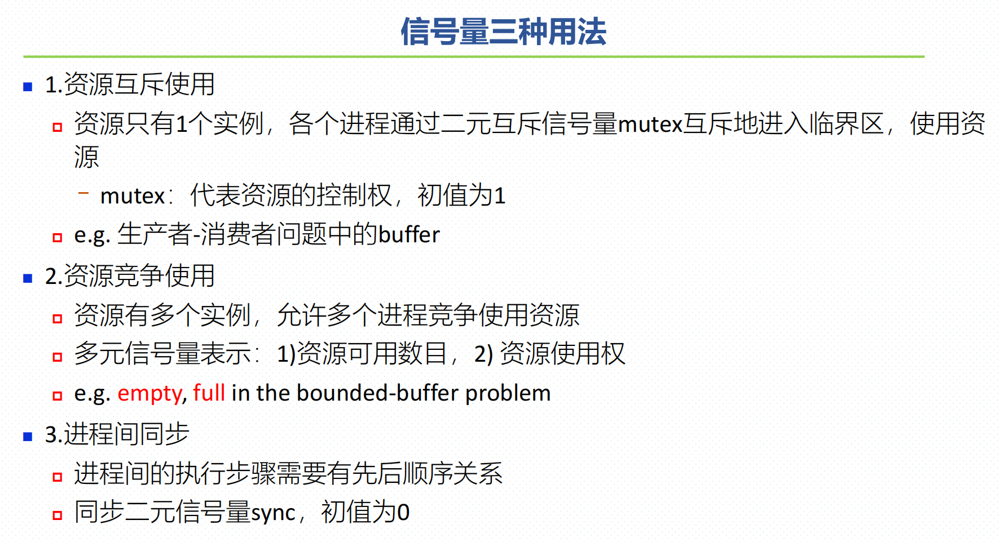 信号量三种用法
1.资源互斥使用
资源只有1个实例，各个进程通过二元互斥信号量mutex互斥地进入临界区，使用资
源
– mutex：代表资源的控制权，初值为1
e.g. 生产者-消费者问题中的buffer
2.资源竞争使用
资源有多个实例，允许多个进程竞争使用资源
多元信号量表示：1)资源可用数目，2) 资源使用权
e.g. empty, full in the bounded-buffer problem
3.进程间同步
进程间的执行步骤需要有先后顺序关系
同步二元信号量sync，初值为0